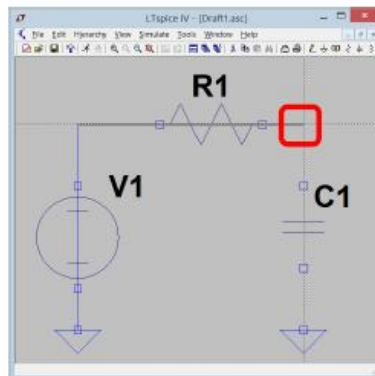 LTspice IV - [Draft1.asc]
File Edit Hierarchy View Simulate Tools Window Help
R1
V1
C1